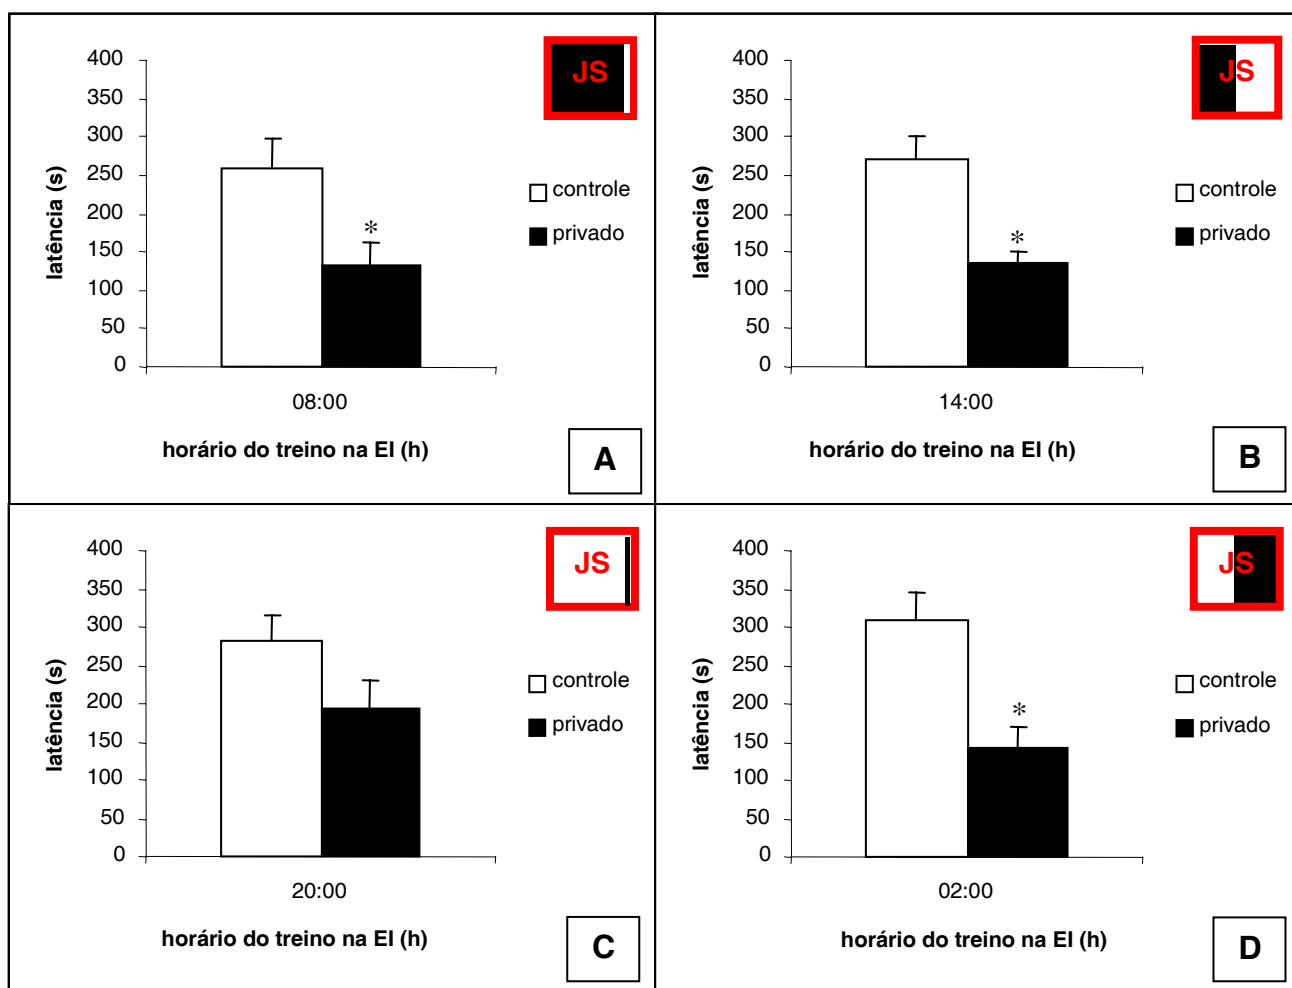 JS
400
350
300
250
200
150
100
50
0
latência (s)
*
controle
privado
08:00
horário do treino na EI (h)
A
JS
400
350
300
250
200
150
100
50
0
latência (s)
*
controle
privado
14:00
horário do treino na EI (h)
B
JS
400
350
300
250
200
150
100
50
0
latência (s)
controle
privado
20:00
horário do treino na EI (h)
C
JS
400
350
300
250
200
150
100
50
0
latência (s)
*
controle
privado
02:00
horário do treino na EI (h)
D